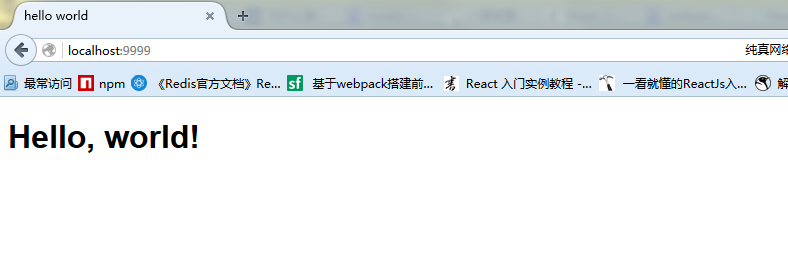 hello world
localhost:9999 纯真网络
最常访问 npm 《Redis官方文档》Re... sf 基于webpack搭建前... React 入门实例教程 -... 一看就懂的ReactJs入... 解
Hello, world!